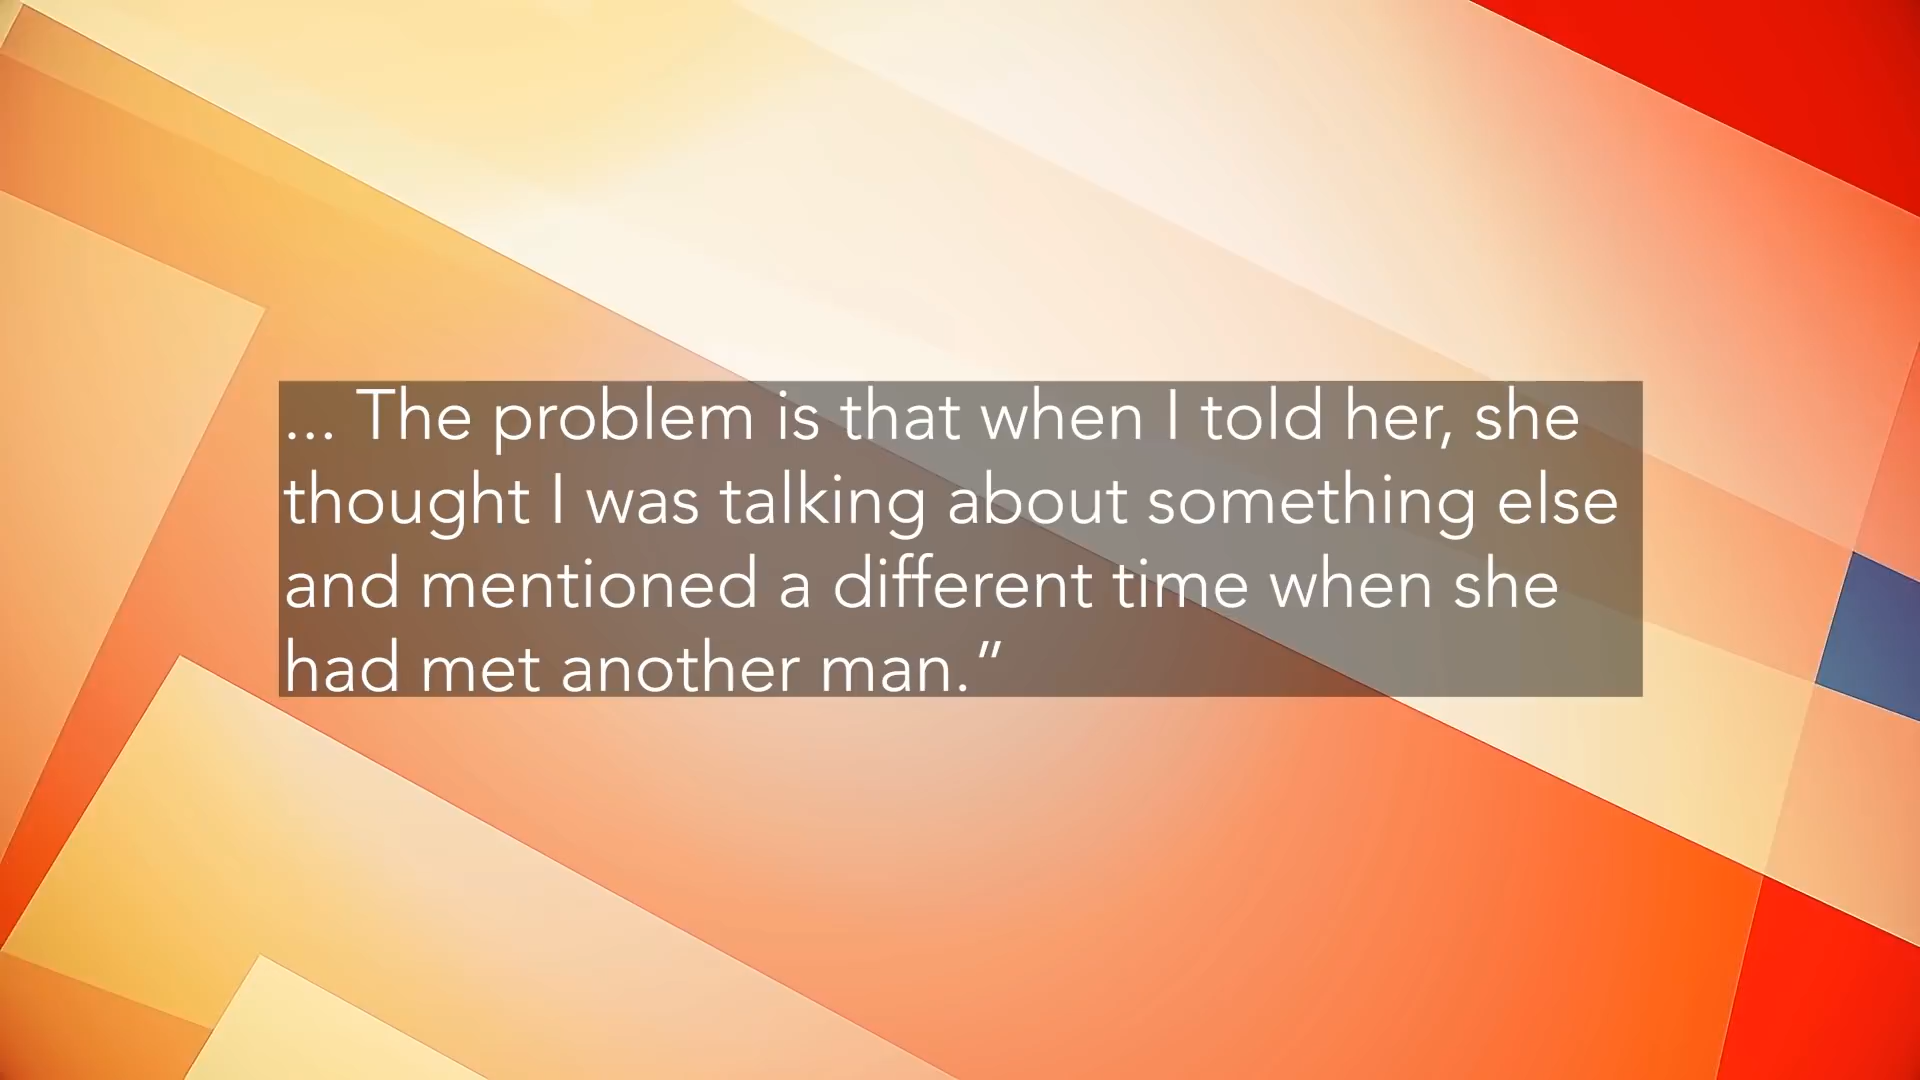 ... The problem is that when I told her, she
thought I was talking about something else
and mentioned a different time when she
had met another man.”